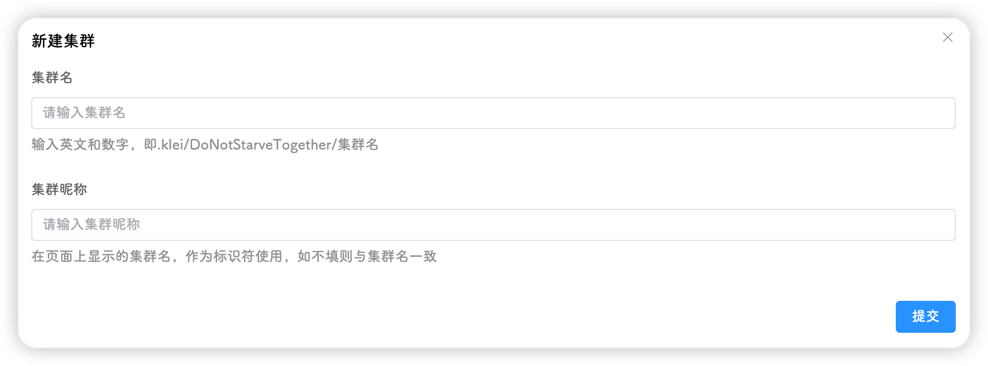 新建集群
集群名
请输入集群名
输入英文和数字，即.klei/DoNotStarveTogether/集群名
集群昵称
请输入集群昵称
在页面上显示的集群名，作为标识符使用，如不填则与集群名一致
提交